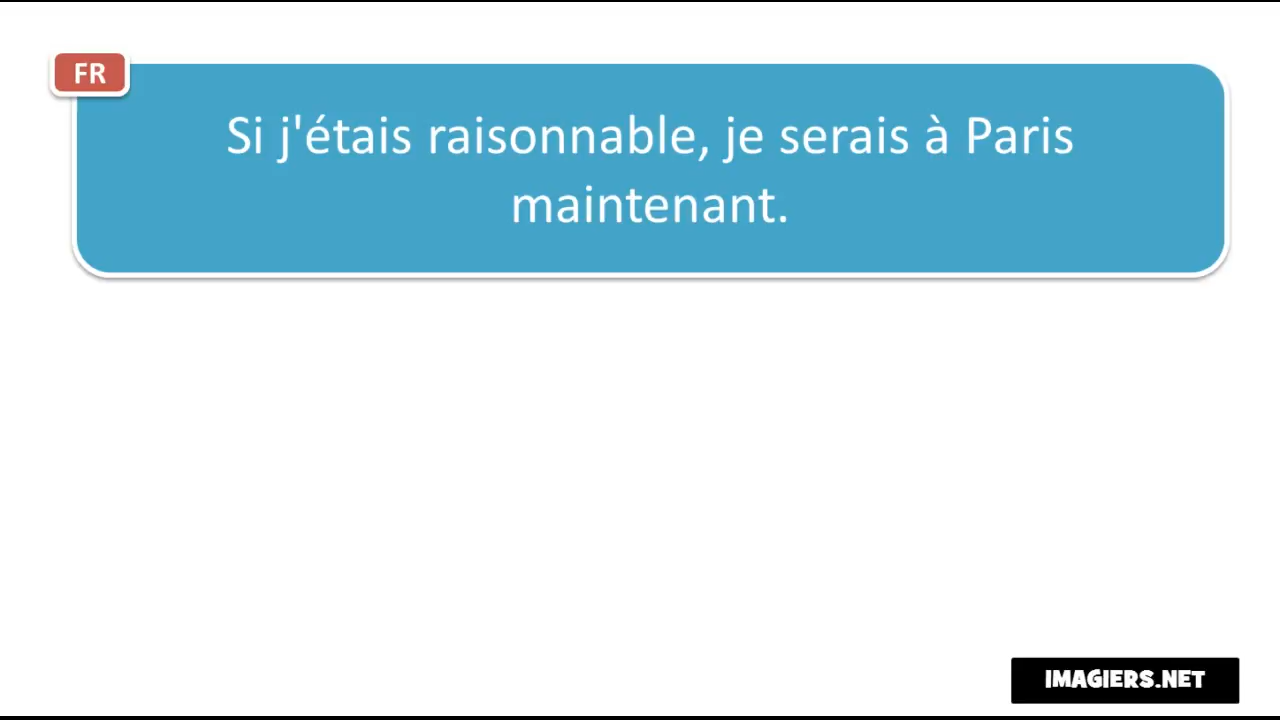 FR
Si j'étais raisonnable, je serais à Paris
maintenant.
IMAGIERS.NET